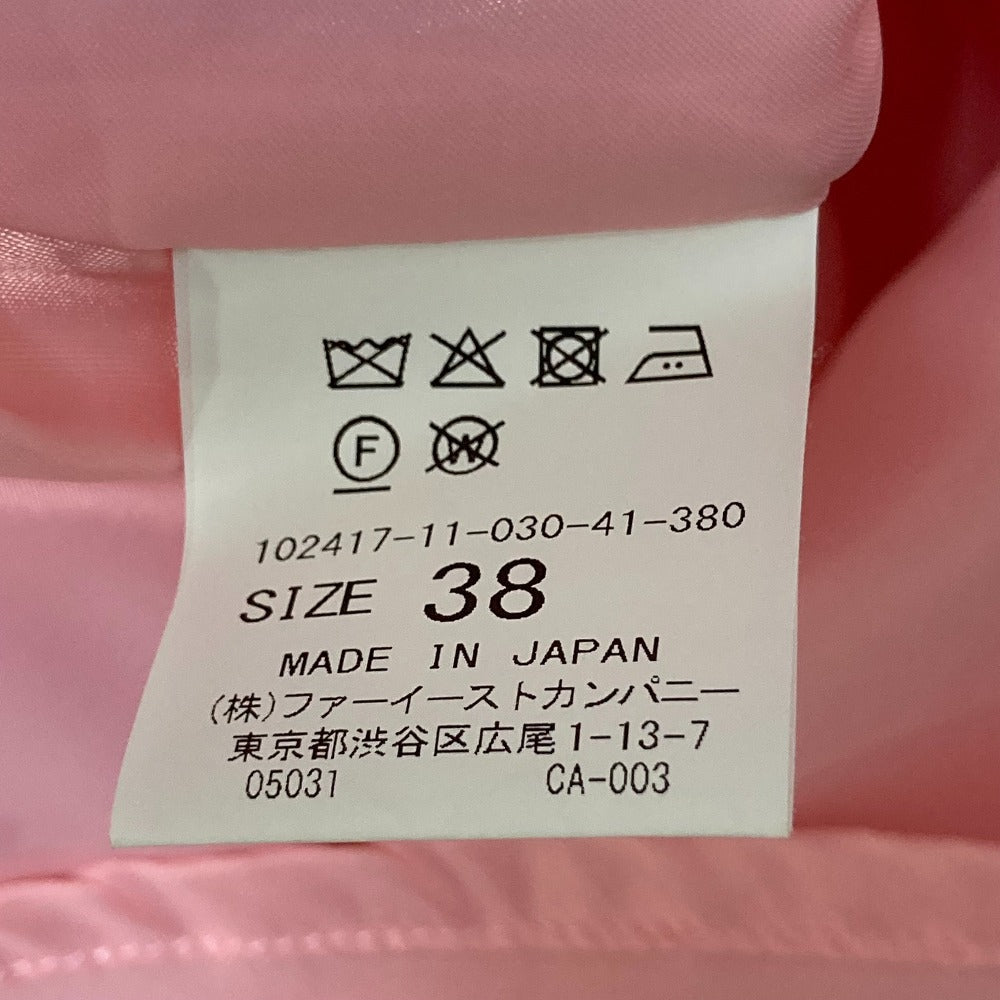 F W
102417-11-030-41-380
SIZE 38
MADE IN JAPAN
(株)ファーイーストカンパニー
東京都渋谷区広尾1-13-7
05031 CA-003